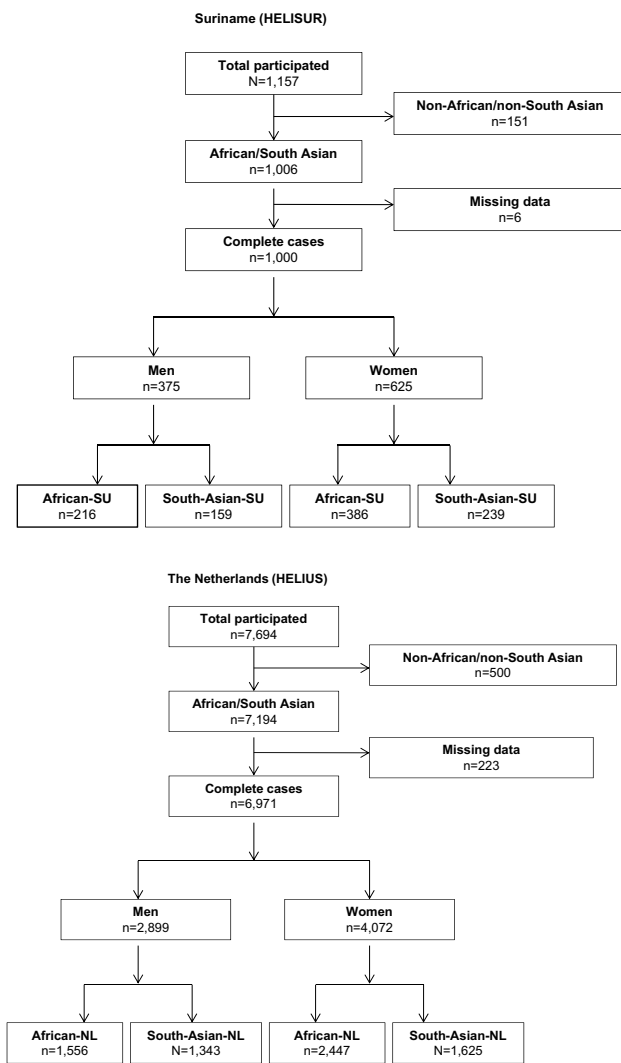 Suriname (HELISUR)
Total participated
N=1,157
Non-African/non-South Asian
n=151
African/South Asian
n=1,006
Missing data
n=6
Complete cases
n=1,000
Men
n=375
Women
n=625
African-SU
n=216
South-Asian-SU
n=159
African-SU
n=386
South-Asian-SU
n=239
The Netherlands (HELIUS)
Total participated
n=7,694
Non-African/non-South Asian
n=500
African/South Asian
n=7,194
Missing data
n=223
Complete cases
n=6,971
Men
n=2,899
Women
n=4,072
African-NL
n=1,556
South-Asian-NL
N=1,343
African-NL
n=2,447
South-Asian-NL
n=1,625